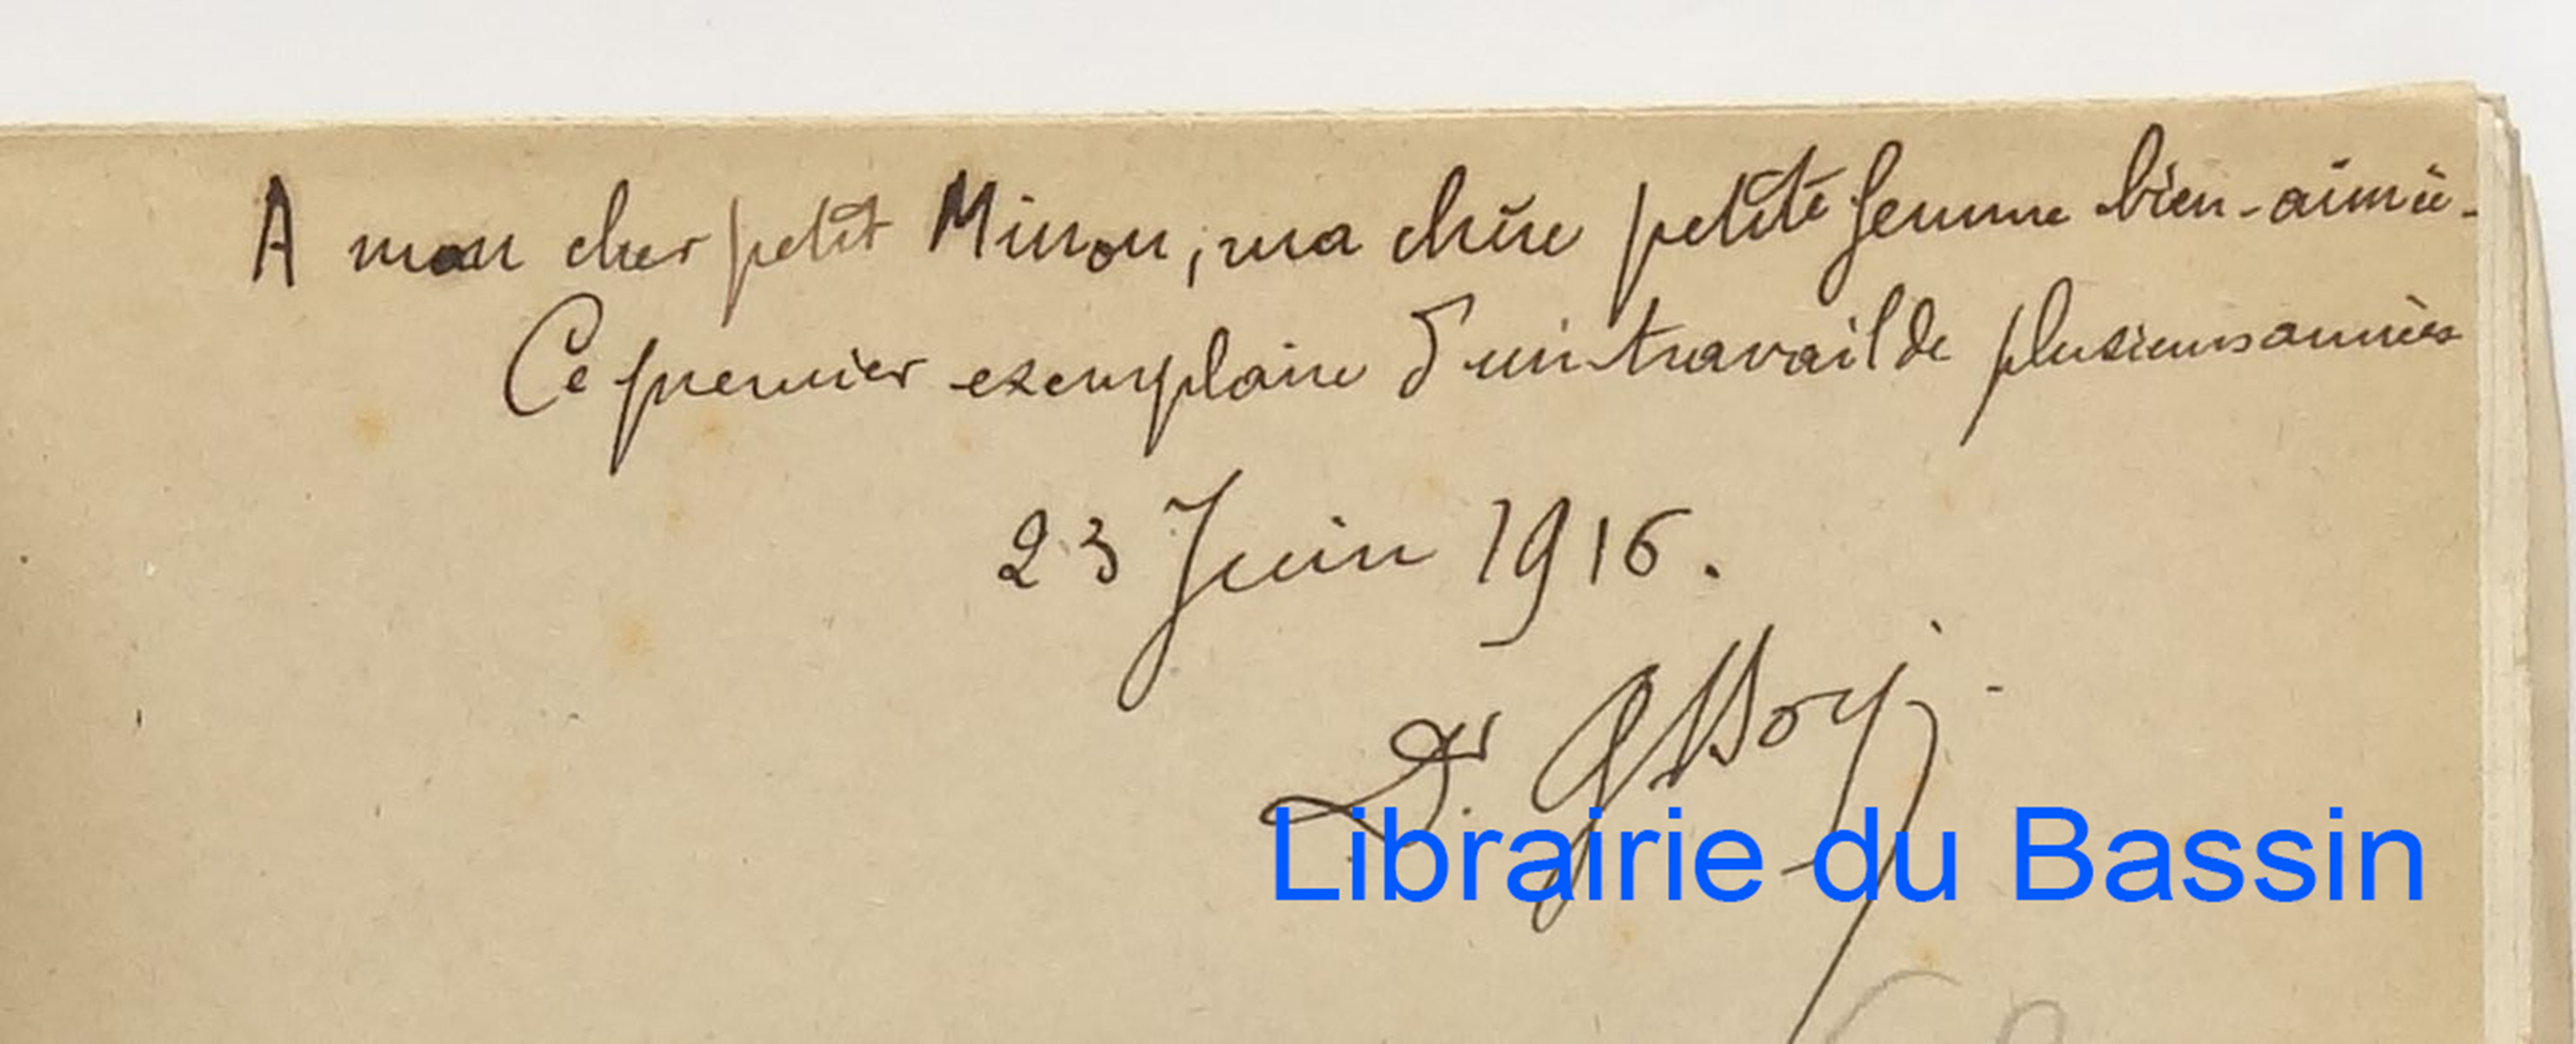 A mon cher petit Minon, ma chère petite femme bien-aimée.
Ce premier exemplaire d'un travail de plusieurs années
23 Juin 1916.
Dr.
Librairie du Bassin